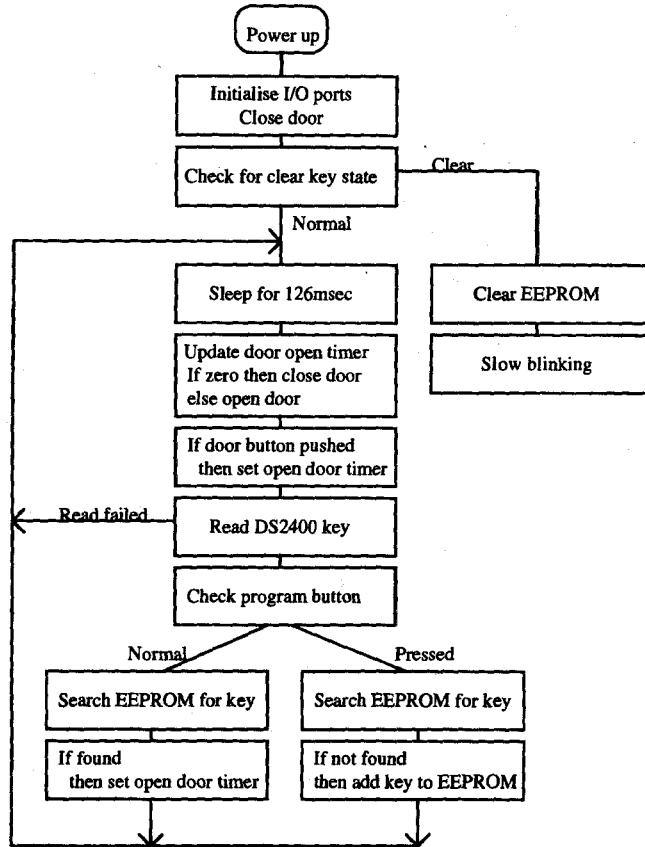 Power up
Initialise I/O ports
Close door
Check for clear key state
Clear
Normal
Sleep for 126msec
Clear EEPROM
Update door open timer
If zero then close door
else open door
Slow blinking
If door button pushed
then set open door timer
Read failed
Read DS2400 key
Check program button
Normal
Pressed
Search EEPROM for key
Search EEPROM for key
If found
then set open door timer
If not found
then add key to EEPROM